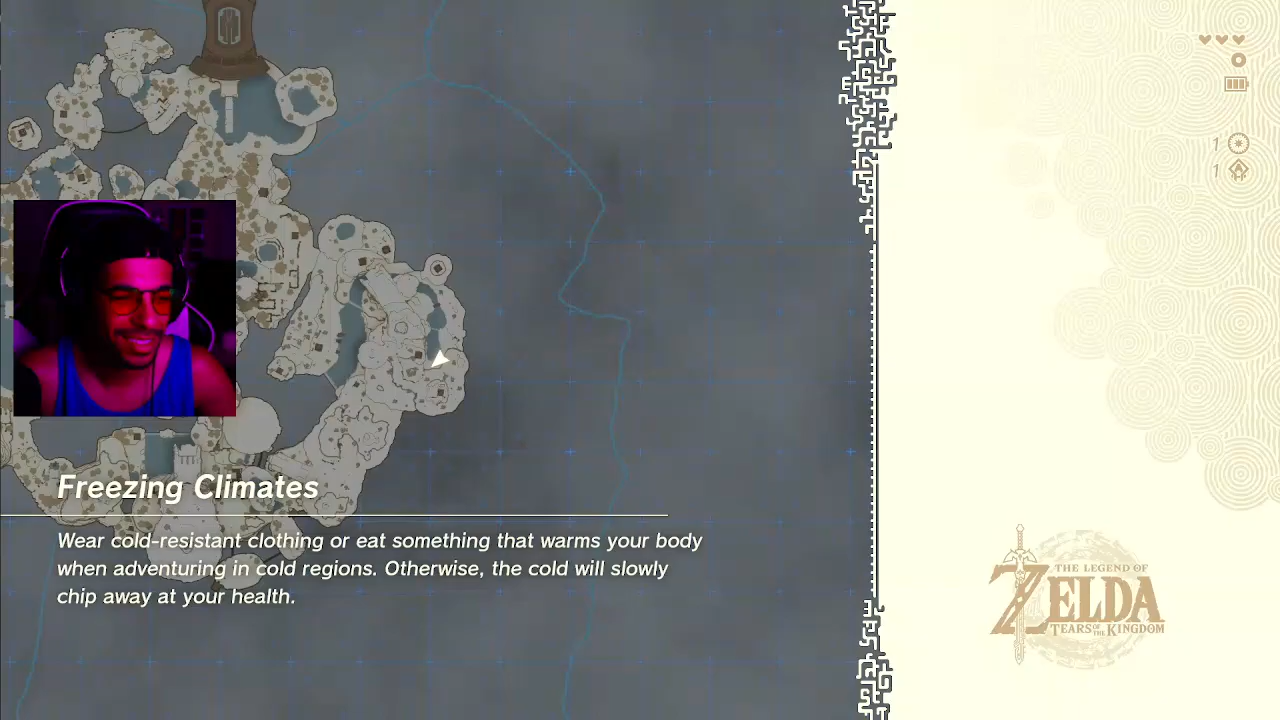 1
1
Freezing Climates
Wear cold-resistant clothing or eat something that warms your body
when adventuring in cold regions. Otherwise, the cold will slowly
chip away at your health.
THE LEGEND OF
ZELDA
TEARS OF THE KINGDOM